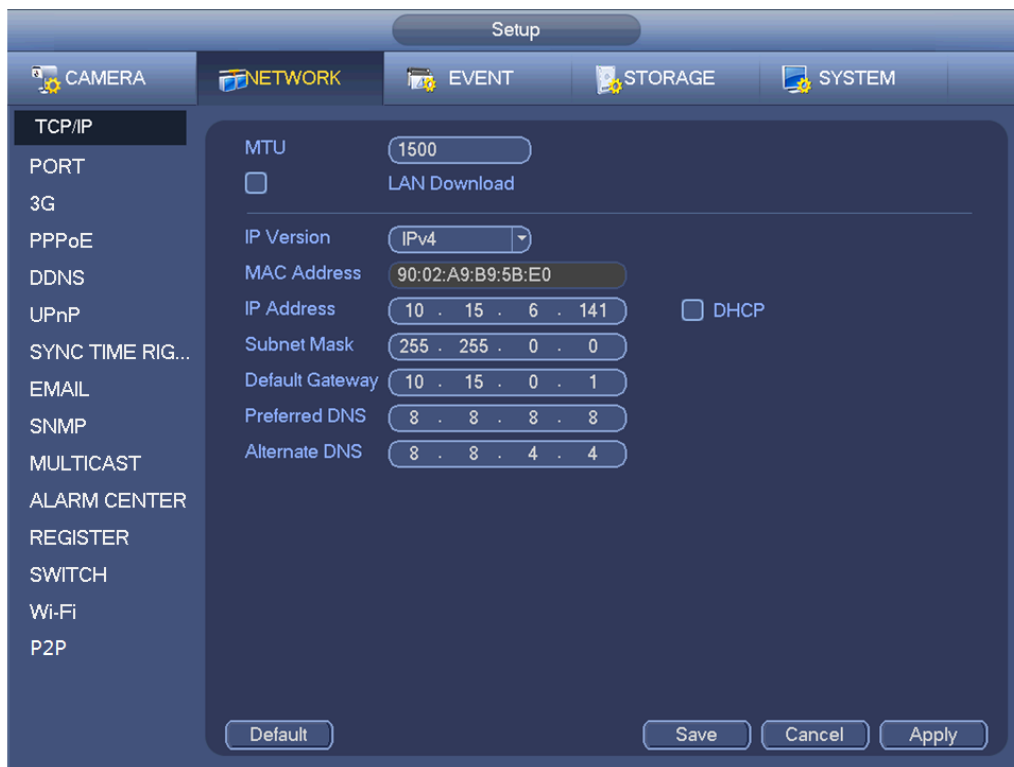 Setup
CAMERA NETWORK EVENT STORAGE SYSTEM
TCP/IP
PORT
3G
PPPoE
DDNS
UPnP
SYNC TIME RIG...
EMAIL
SNMP
MULTICAST
ALARM CENTER
REGISTER
SWITCH
Wi-Fi
P2P
MTU 1500
LAN Download
IP Version IPv4
MAC Address 90:02:A9:B9:5B:E0
IP Address 10 . 15 . 6 . 141 DHCP
Subnet Mask 255 . 255 . 0 . 0
Default Gateway 10 . 15 . 0 . 1
Preferred DNS 8 . 8 . 8 . 8
Alternate DNS 8 . 8 . 4 . 4
Default Save Cancel Apply